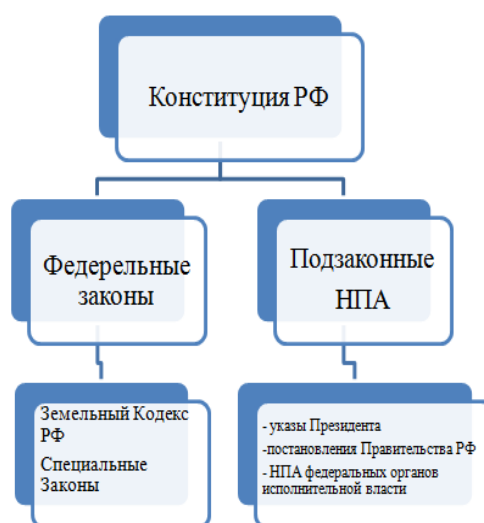 Конституция РФ
Федерельные
законы
Подзаконные
НПА
Земельный Кодекс
РФ
Специальные
Законы
- указы Президента
-постановления Правительства РФ
- НПА федеральных органов
исполнительной власти